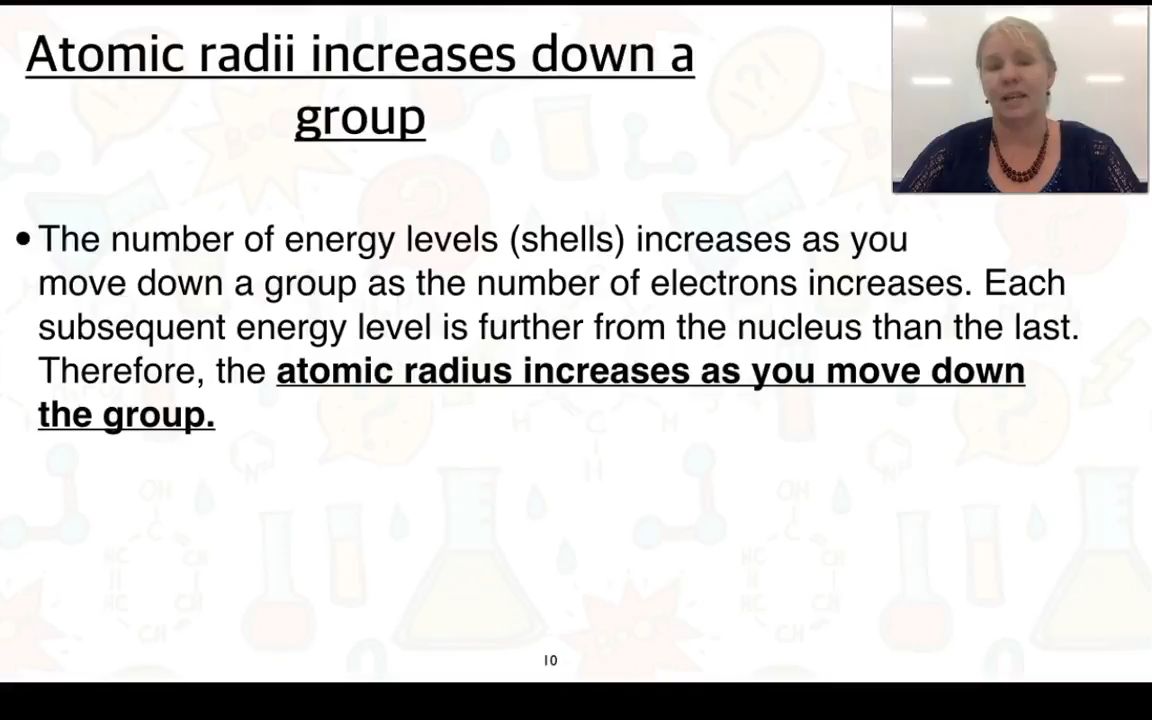 Atomic radii increases down a
group
• The number of energy levels (shells) increases as you
move down a group as the number of electrons increases. Each
subsequent energy level is further from the nucleus than the last.
Therefore, the atomic radius increases as you move down
the group.
10